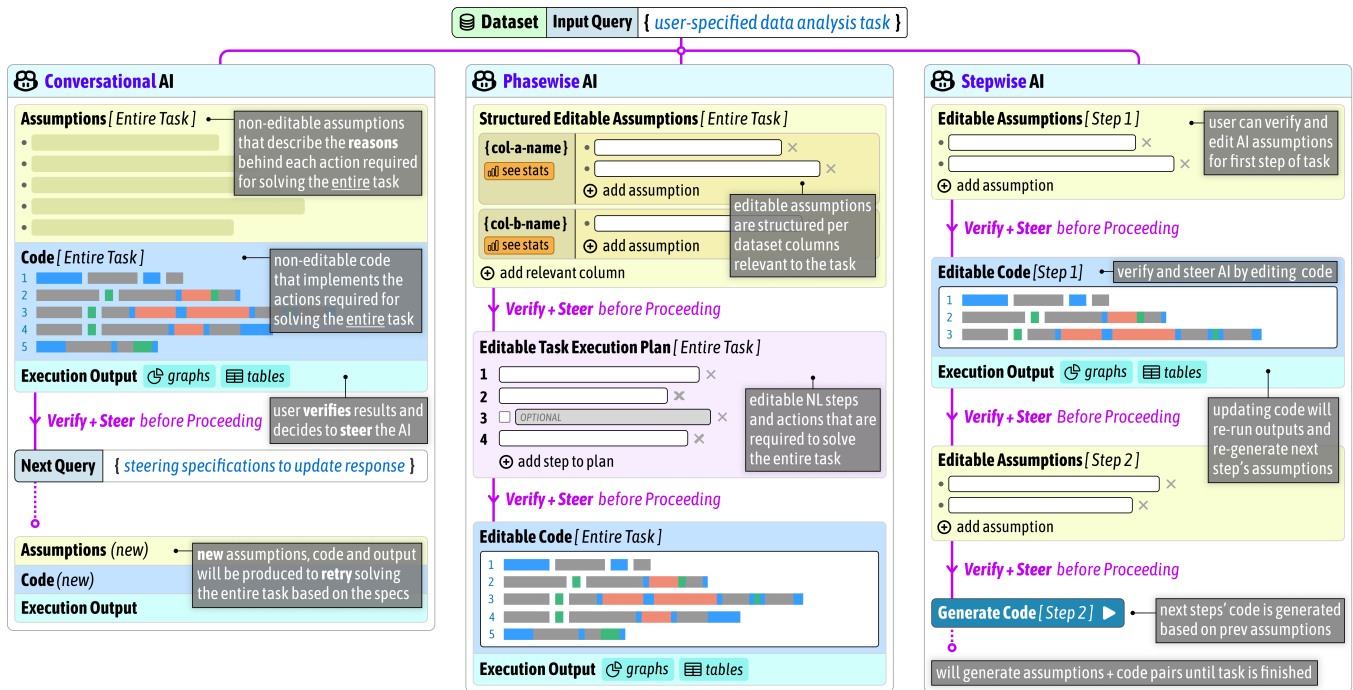 Dataset Input Query { user-specified data analysis task }
Conversational AI
Assumptions [ Entire Task ]
non-editable assumptions
that describe the reasons
behind each action required
for solving the entire task
Code [ Entire Task ]
non-editable code
that implements the
actions required for
solving the entire task
1
2
3
4
5
Execution Output graphs tables
user verifies results and
decides to steer the AI
Verify + Steer before Proceeding
Next Query { steering specifications to update response }
Assumptions (new)
Code (new)
Execution Output
new assumptions, code and output
will be produced to retry solving
the entire task based on the specs
Phasewise AI
Structured Editable Assumptions [ Entire Task ]
{ col-a-name }
see stats
add assumption
{ col-b-name }
see stats
add assumption
editable assumptions
are structured per
dataset columns
relevant to the task
add relevant column
Verify + Steer before Proceeding
Editable Task Execution Plan [ Entire Task ]
1
2
3 OPTIONAL
4
add step to plan
editable NL steps
and actions that are
required to solve
the entire task
Verify + Steer before Proceeding
Editable Code [ Entire Task ]
1
2
3
4
5
Execution Output graphs tables
Stepwise AI
Editable Assumptions [ Step 1 ]
user can verify and
edit AI assumptions
for first step of task
add assumption
Verify + Steer before Proceeding
Editable Code [Step 1]
verify and steer AI by editing code
1
2
3
Execution Output graphs tables
updating code will
re-run outputs and
re-generate next
step's assumptions
Verify + Steer Before Proceeding
Editable Assumptions [ Step 2 ]
add assumption
Verify + Steer before Proceeding
Generate Code [ Step 2 ]
next steps' code is generated
based on prev assumptions
will generate assumptions + code pairs until task is finished